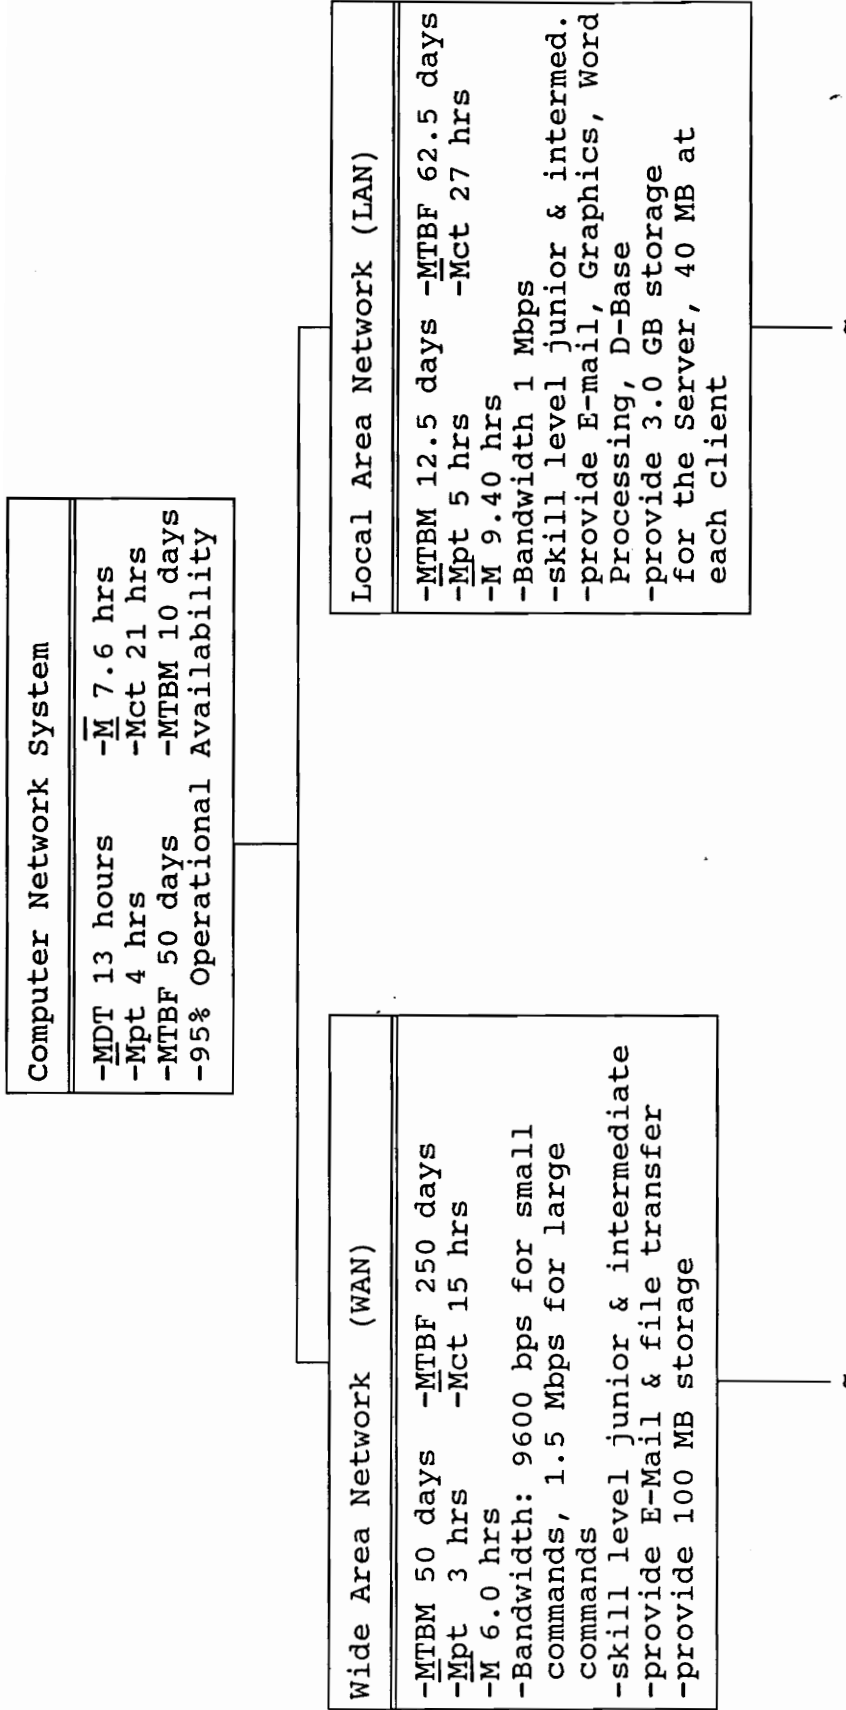 Computer Network System
-MDT 13 hours -M 7.6 hrs
-Mpt 4 hrs -Mct 21 hrs
-MTBF 50 days -MTBM 10 days
-95% Operational Availability
Wide Area Network (WAN)
-MTBM 50 days -MTBF 250 days
-Mpt 3 hrs -Mct 15 hrs
-M 6.0 hrs
-Bandwidth: 9600 bps for small
commands, 1.5 Mbps for large
commands
-skill level junior & intermediate
-provide E-Mail & file transfer
-provide 100 MB storage
Local Area Network (LAN)
-MTBM 12.5 days -MTBF 62.5 days
-Mpt 5 hrs -Mct 27 hrs
-M 9.40 hrs
-Bandwidth 1 Mbps
-skill level junior & intermed.
-provide E-mail, Graphics, Word
Processing, D-Base
-provide 3.0 GB storage
for the Server, 40 MB at
each client